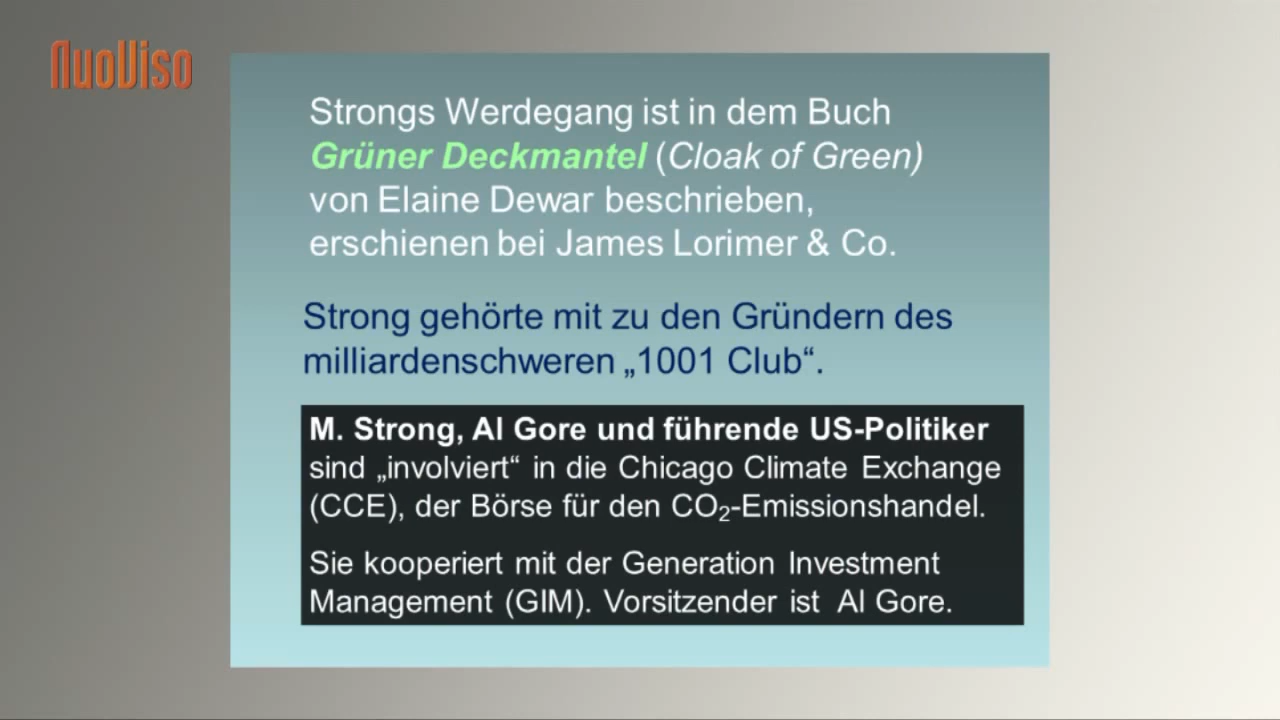 NuoViso
Strongs Werdegang ist in dem Buch
Grüner Deckmantel (Cloak of Green)
von Elaine Dewar beschrieben,
erschienen bei James Lorimer & Co.
Strong gehörte mit zu den Gründern des
milliardenschweren „1001 Club“.
M. Strong, Al Gore und führende US-Politiker
sind „involviert“ in die Chicago Climate Exchange
(CCE), der Börse für den CO₂-Emissionshandel.
Sie kooperiert mit der Generation Investment
Management (GIM). Vorsitzender ist Al Gore.